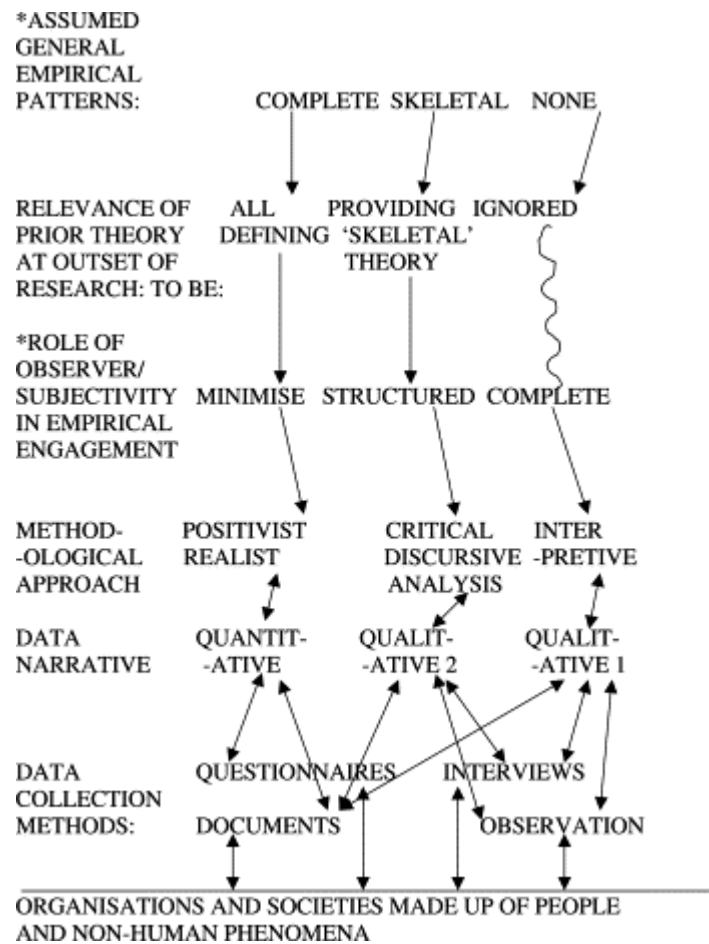 *ASSUMED
GENERAL
EMPIRICAL
PATTERNS: COMPLETE SKELETAL NONE
RELEVANCE OF ALL PROVIDING IGNORED
PRIOR THEORY DEFINING ‘SKELETAL’
AT OUTSET OF THEORY
RESEARCH: TO BE:
*ROLE OF
OBSERVER/
SUBJECTIVITY MINIMISE STRUCTURED COMPLETE
IN EMPIRICAL
ENGAGEMENT
METHOD- POSITIVIST CRITICAL INTER
-OLOGICAL REALIST DISCURSIVE -PRETIVE
APPROACH ANALYSIS
DATA QUANTIT- QUALIT- QUALIT-
NARRATIVE -ATIVE -ATIVE 2 -ATIVE 1
DATA QUESTIONNAIRES INTERVIEWS
COLLECTION
METHODS: DOCUMENTS OBSERVATION
ORGANISATIONS AND SOCIETIES MADE UP OF PEOPLE
AND NON-HUMAN PHENOMENA